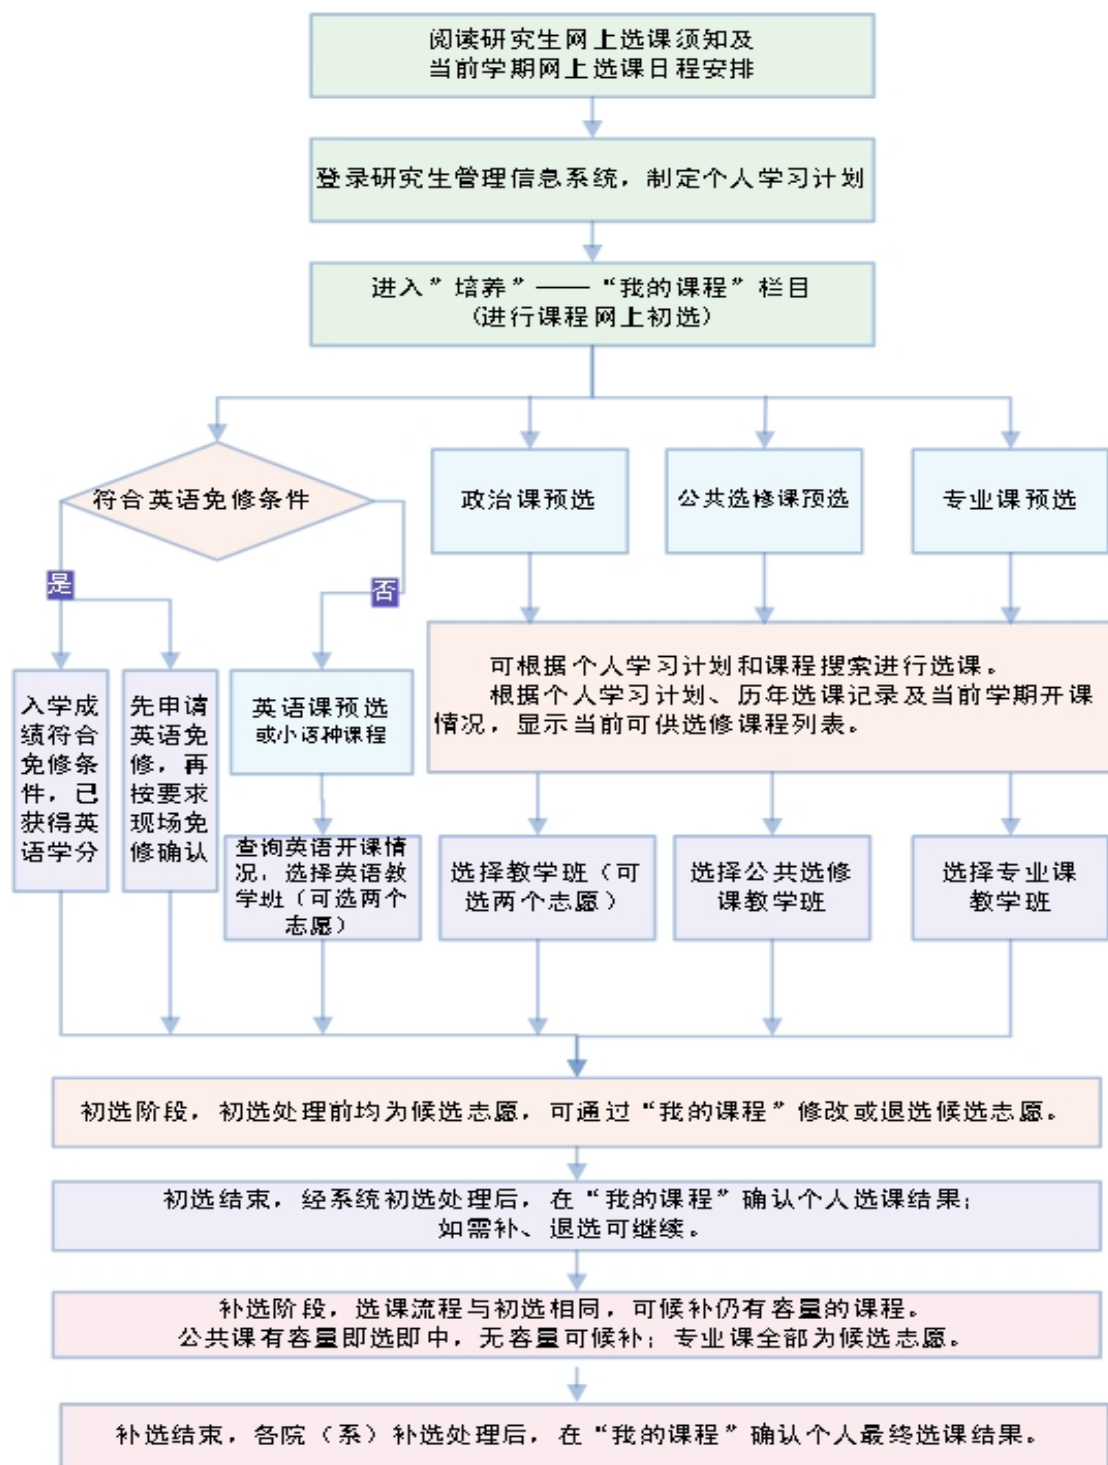 阅读研究生网上选课须知及
当前学期网上选课日程安排
登录研究生管理信息系统，制定个人学习计划
进入”培养”——“我的课程”栏目
(进行课程网上初选)
符合英语免修条件
政治课预选
公共选修课预选
专业课预选
是
否
入学成
绩符合
免修条
件，已
获得英
语学分
先申请
英语免
修，再
按要求
现场免
修确认
英语课预选
或小语种课程
可根据个人学习计划和课程搜索进行选课。
根据个人学习计划、历年选课记录及当前学期开课
情况，显示当前可供选修课程列表。
查询英语开课情
况，选择英语教
学班（可选两个
志愿）
选择教学班（可
选两个志愿）
选择公共选修
课教学班
选择专业课
教学班
初选阶段，初选处理前均为候选志愿，可通过“我的课程”修改或退选候选志愿。
初选结束，经系统初选处理后，在“我的课程”确认个人选课结果；
如需补、退选可继续。
补选阶段，选课流程与初选相同，可候补仍有容量的课程。
公共课有容量即选即中，无容量可候补；专业课全部为候选志愿。
补选结束，各院（系）补选处理后，在“我的课程”确认个人最终选课结果。